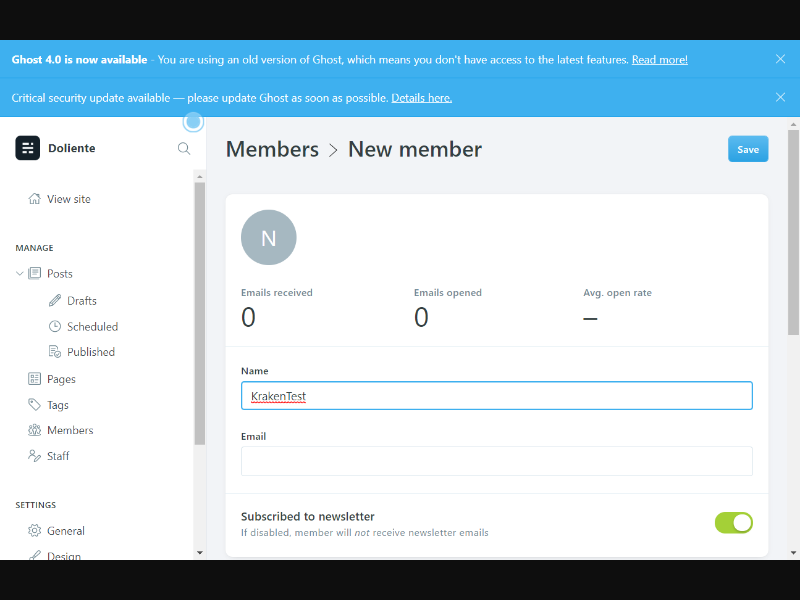 Ghost 4.0 is now available - You are using an old version of Ghost, which means you don't have access to the latest features. Read more!
Critical security update available — please update Ghost as soon as possible. Details here.
Doliente
View site
MANAGE
Posts
Drafts
Scheduled
Published
Pages
Tags
Members
Staff
SETTINGS
General
Design
Members > New member
Save
N
Emails received
0
Emails opened
0
Avg. open rate
–
Name
KrakenTest
Email
Subscribed to newsletter
If disabled, member will not receive newsletter emails